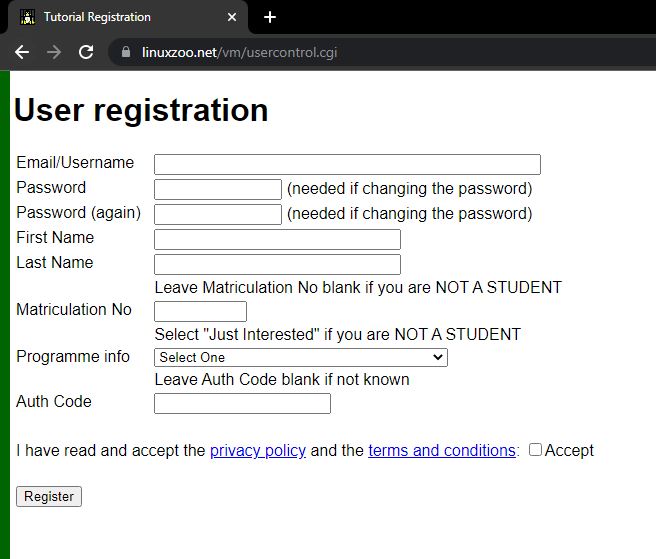 Tutorial Registration
linuxzoo.net/vm/usercontrol.cgi
User registration
Email/Username
Password (needed if changing the password)
Password (again) (needed if changing the password)
First Name
Last Name
Leave Matriculation No blank if you are NOT A STUDENT
Matriculation No
Select "Just Interested" if you are NOT A STUDENT
Programme info Select One
Leave Auth Code blank if not known
Auth Code
I have read and accept the privacy policy and the terms and conditions: Accept
Register